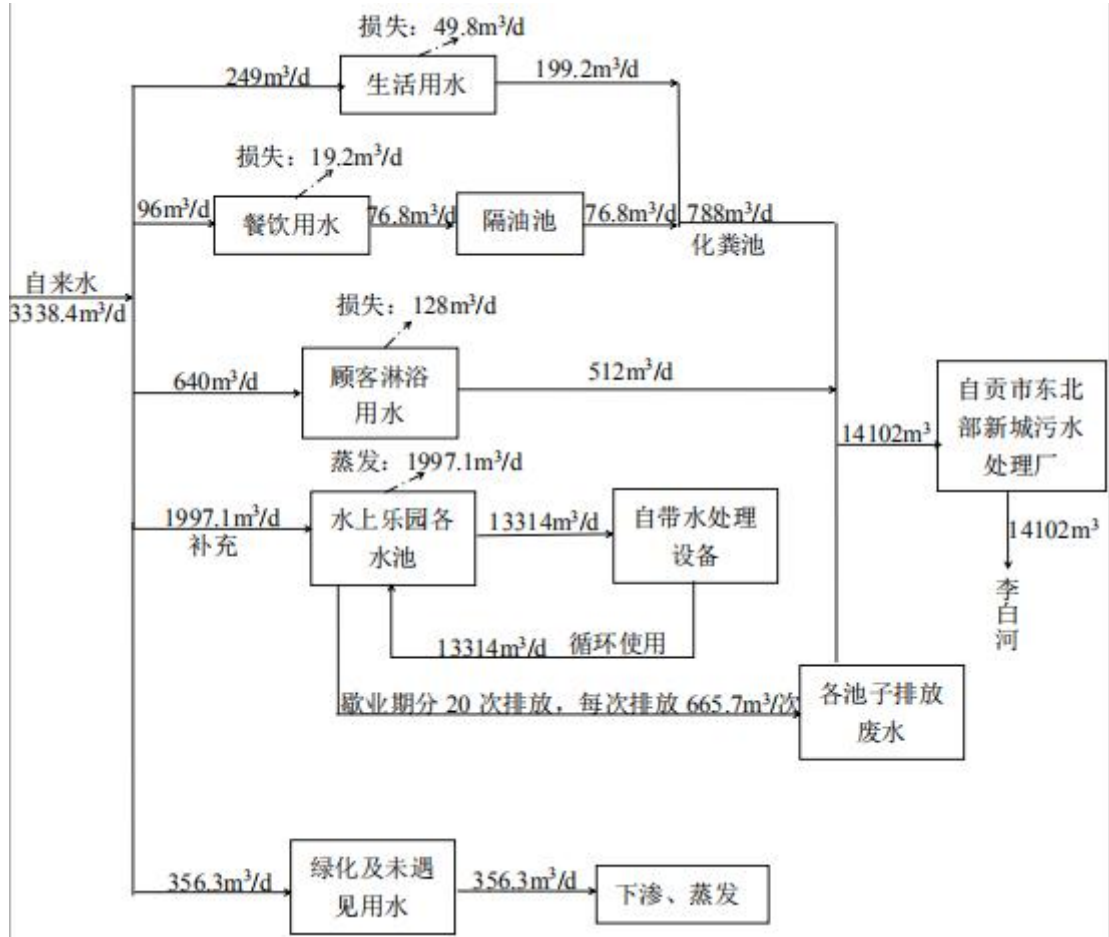 损失：49.8m³/d
249m³/d
生活用水
199.2m³/d
损失：19.2m³/d
96m³/d
餐饮用水
76.8m³/d
隔油池
76.8m³/d
788m³/d
化粪池
自来水
3338.4m³/d
损失：128m³/d
640m³/d
顾客淋浴
用水
512m³/d
14102m³
自贡市东北
部新城污水
处理厂
14102m³
李白河
蒸发：1997.1m³/d
1997.1m³/d
补充
水上乐园各
水池
13314m³/d
自带水处理
设备
13314m³/d 循环使用
歇业期分 20 次排放，每次排放 665.7m³/次
各池子排放
废水
356.3m³/d
绿化及未遇
见用水
356.3m³/d
下渗、蒸发